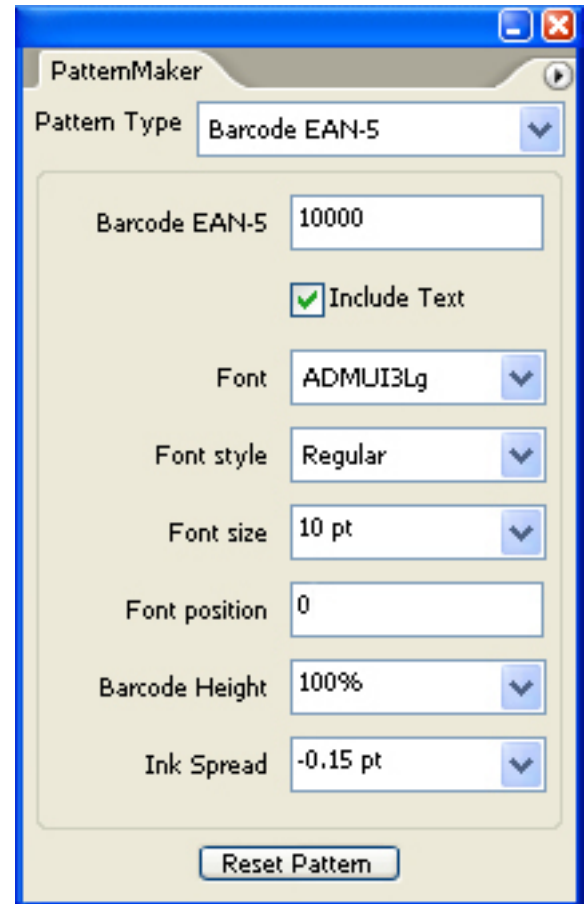 PatternMaker
Pattern Type Barcode EAN-5
Barcode EAN-5 10000
Include Text
Font ADMUI3Lg
Font style Regular
Font size 10 pt
Font position 0
Barcode Height 100%
Ink Spread -0.15 pt
Reset Pattern